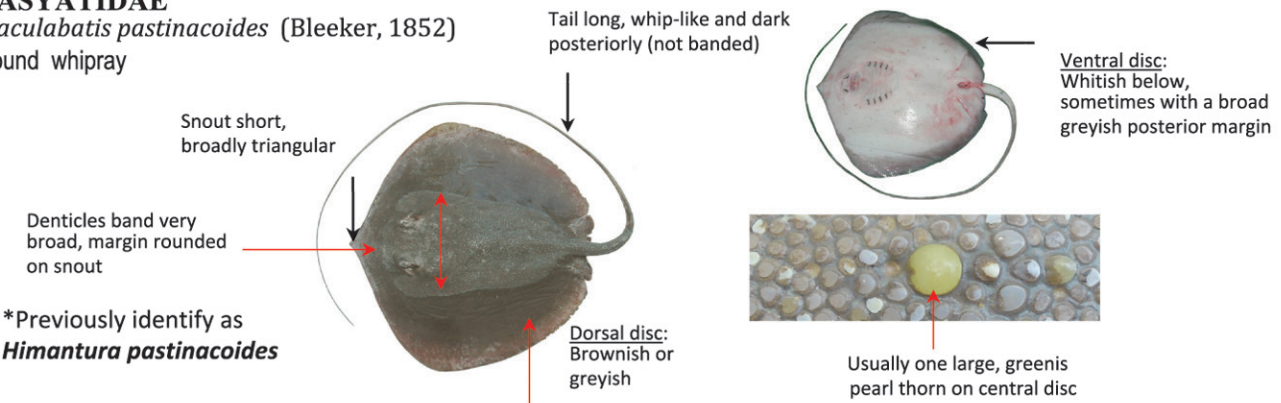 ASYATIDAE
aculabatis pastinacoides (Bleeker, 1852)
ound whipray
Tail long, whip-like and dark
posteriorly (not banded)
Ventral disc:
Whitish below,
sometimes with a broad
greyish posterior margin
Snout short,
broadly triangular
Denticles band very
broad, margin rounded
on snout
*Previously identify as
Himantura pastinacoides
Dorsal disc:
Brownish or
greyish
Usually one large, greenis
pearl thorn on central disc